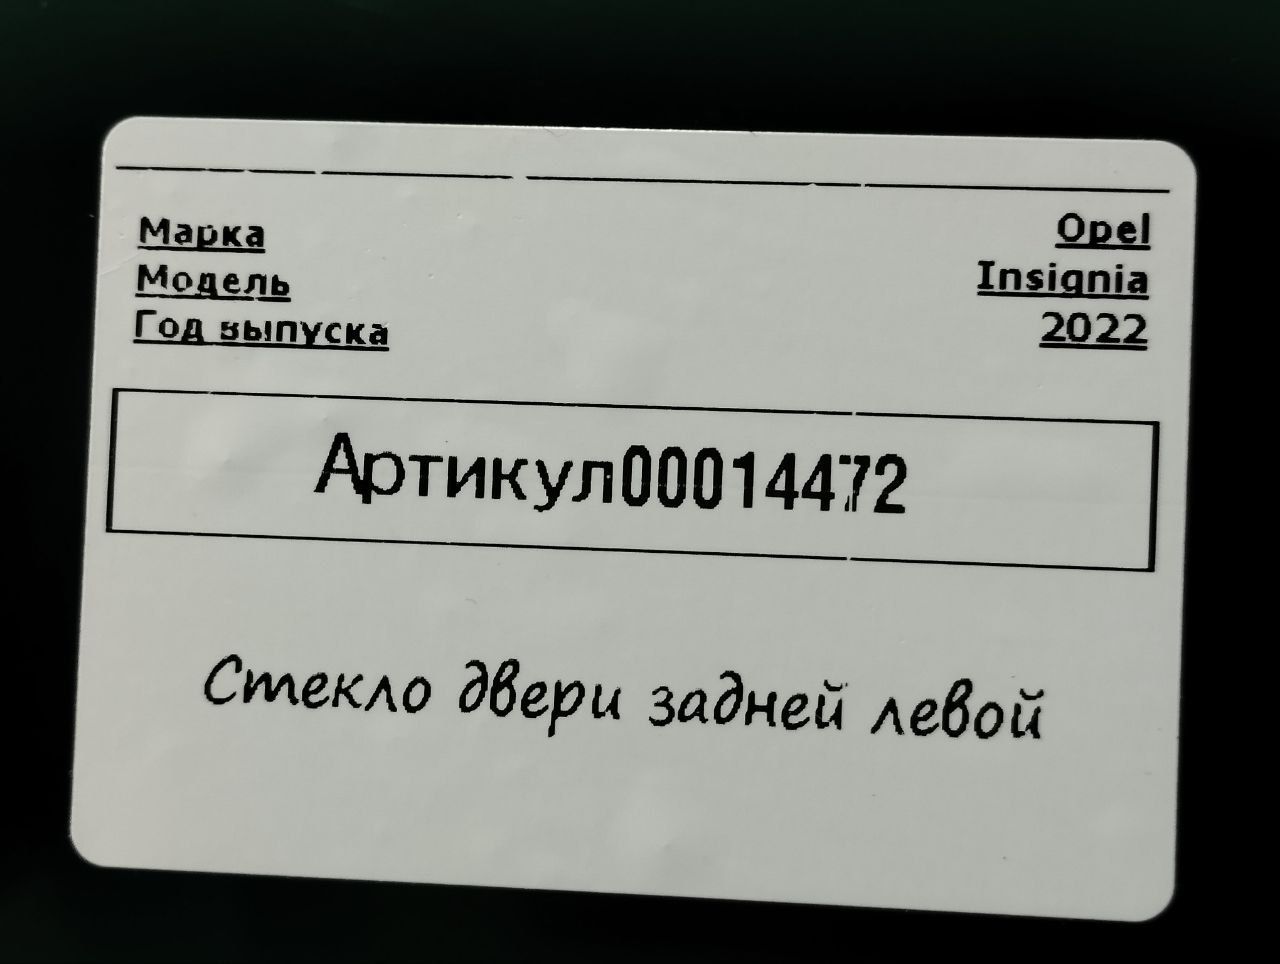 Марка Opel
Модель Insignia
Год выпуска 2022
Артикул00014472
Стекло двери задней левой